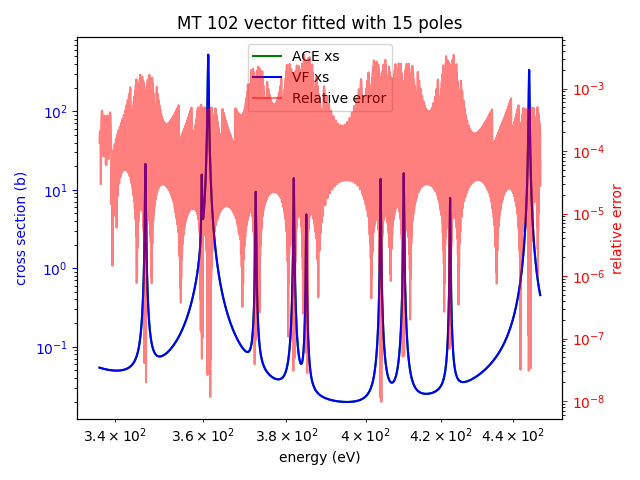 MT 102 vector fitted with 15 poles
ACE xs
VF xs
Relative error
cross section (b)
10²
10¹
10⁰
10⁻¹
10⁻³
10⁻⁴
10⁻⁵
10⁻⁶
10⁻⁷
10⁻⁸
relative error
3.4 × 10² 3.6 × 10² 3.8 × 10² 4 × 10² 4.2 × 10² 4.4 × 10²
energy (eV)